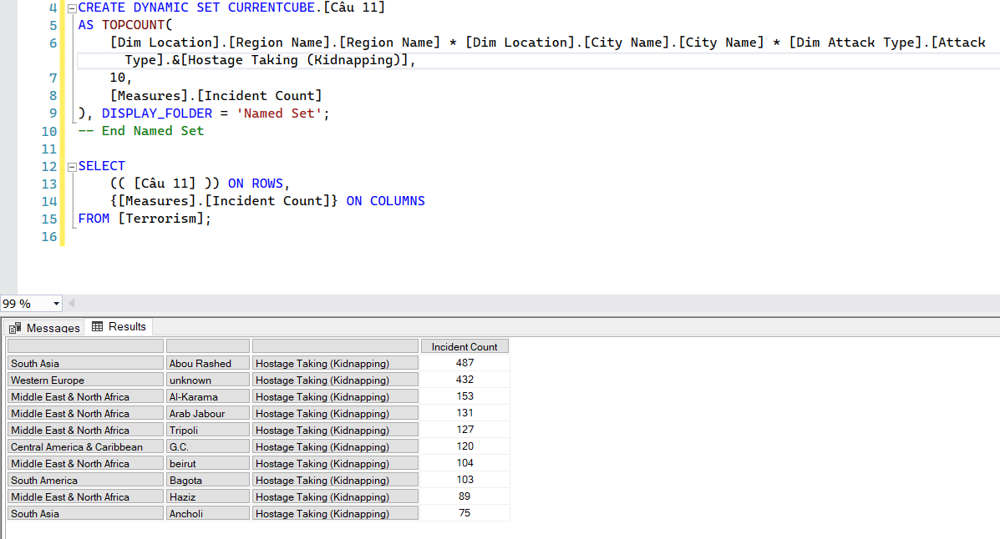 4 CREATE DYNAMIC SET CURRENTCUBE.[Câu 11]
5 AS TOPCOUNT(
6 [Dim Location].[Region Name].[Region Name] * [Dim Location].[City Name].[City Name] * [Dim Attack Type].[Attack
Type].&[Hostage Taking (Kidnapping)],
7 10,
8 [Measures].[Incident Count]
9 ), DISPLAY_FOLDER = 'Named Set';
10 -- End Named Set
11
12 SELECT
13 (( [Câu 11] )) ON ROWS,
14 {[Measures].[Incident Count]} ON COLUMNS
15 FROM [Terrorism];
16
99 %
Messages Results
Incident Count
South Asia Abou Rashed Hostage Taking (Kidnapping) 487
Western Europe unknown Hostage Taking (Kidnapping) 432
Middle East & North Africa Al-Karama Hostage Taking (Kidnapping) 153
Middle East & North Africa Arab Jabour Hostage Taking (Kidnapping) 131
Middle East & North Africa Tripoli Hostage Taking (Kidnapping) 127
Central America & Caribbean G.C. Hostage Taking (Kidnapping) 120
Middle East & North Africa beirut Hostage Taking (Kidnapping) 104
South America Bagota Hostage Taking (Kidnapping) 103
Middle East & North Africa Haziz Hostage Taking (Kidnapping) 89
South Asia Ancholi Hostage Taking (Kidnapping) 75